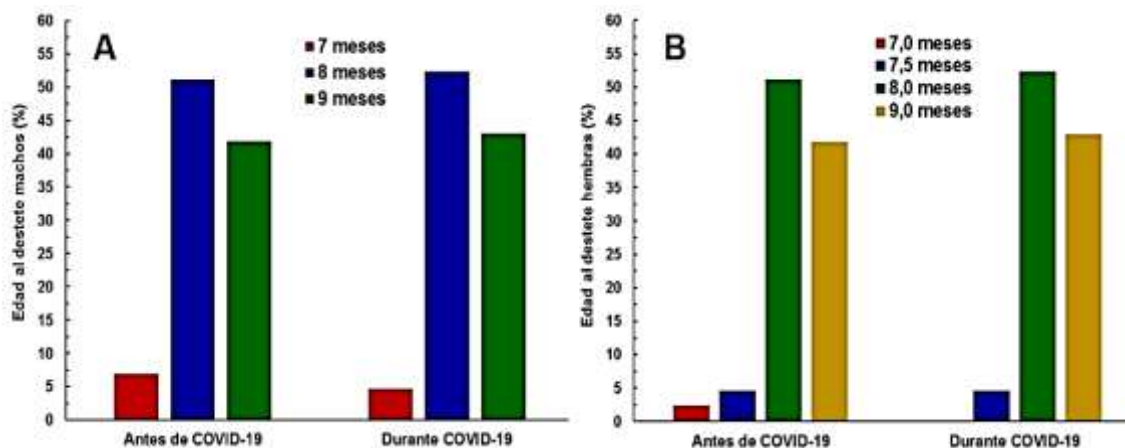 A
Edad al destete machos (%)
60
55
50
45
40
35
30
25
20
15
10
5
0
7 meses
8 meses
9 meses
Antes de COVID-19
Durante COVID-19
B
Edad al destete hembras (%)
60
55
50
45
40
35
30
25
20
15
10
5
0
7,0 meses
7,5 meses
8,0 meses
9,0 meses
Antes de COVID-19
Durante COVID-19